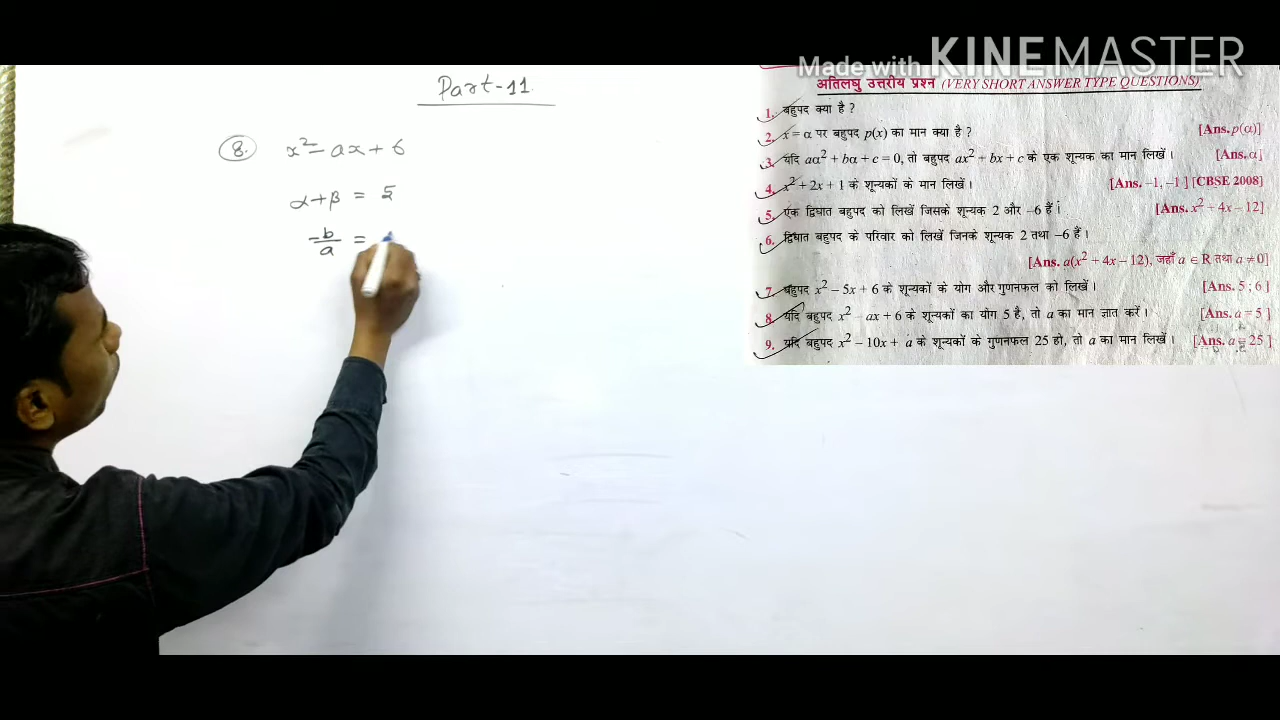 Made with KINEMASTER
Part-11.
8. x² - ax + 6
α+β = 5
-b/a =
अतिलघु उत्तरीय प्रश्न (VERY SHORT ANSWER TYPE QUESTIONS)
1. बहुपद क्या है ?
2. x = α पर बहुपद p(x) का मान क्या है ? [Ans. p(α)]
3. यदि aα² + bα + c = 0, तो बहुपद ax² + bx + c के एक शून्यक का मान लिखें । [Ans. α]
4. x² + 2x + 1 के शून्यकों के मान लिखें । [Ans. –1, –1 ] [CBSE 2008]
5. एक द्विघात बहुपद को लिखें जिसके शून्यक 2 और –6 हैं । [Ans. x² + 4x – 12]
6. द्विघात बहुपद के परिवार को लिखें जिनके शून्यक 2 तथा –6 हैं ।
[Ans. a(x² + 4x – 12), जहाँ a ∈ R तथा a ≠ 0]
7. बहुपद x² – 5x + 6 के शून्यकों के योग और गुणनफल को लिखें । [Ans. 5 ; 6 ]
8. यदि बहुपद x² – ax + 6 के शून्यकों का योग 5 है, तो a का मान ज्ञात करें । [Ans. a = 5 ]
9. यदि बहुपद x² – 10x + a के शून्यकों के गुणनफल 25 हो, तो a का मान लिखें । [Ans. a = 25 ]